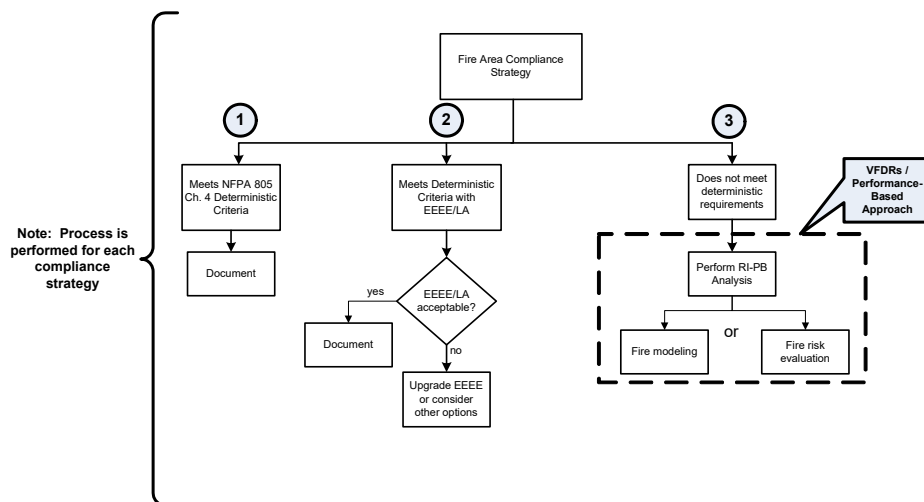 Fire Area Compliance
Strategy
1
2
3
Meets NFPA 805
Ch. 4 Deterministic
Criteria
Meets Deterministic
Criteria with
EEEE/LA
Does not meet
deterministic
requirements
VFDRs /
Performance-
Based
Approach
Note:  Process is
performed for each
compliance
strategy
Document
EEEE/LA
acceptable?
yes
no
Document
Upgrade EEEE
or consider
other options
Perform RI-PB
Analysis
or
Fire modeling
Fire risk
evaluation